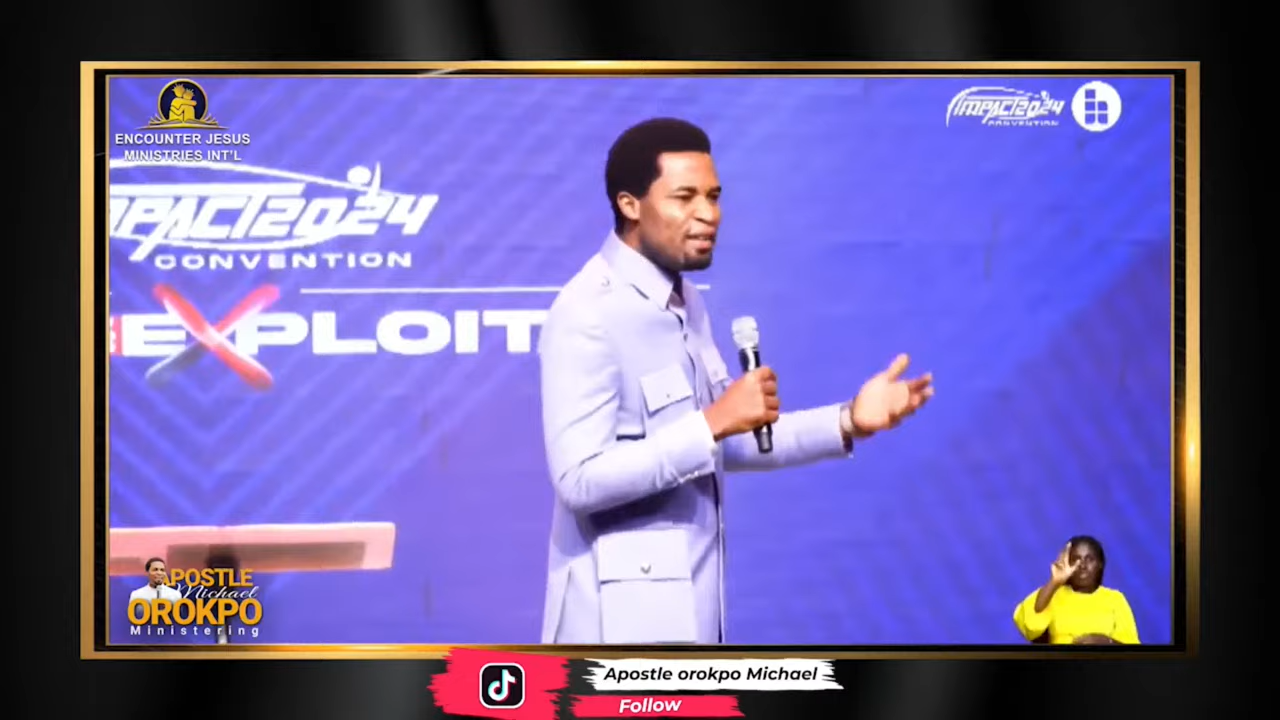 ENCOUNTER JESUS
MINISTRIES INT'L
IMPACT2024
CONVENTION
IMPACT2024
CONVENTION
EXPLOIT
APOSTLE
Michael
OROKPO
Ministering
Apostle orokpo Michael
Follow